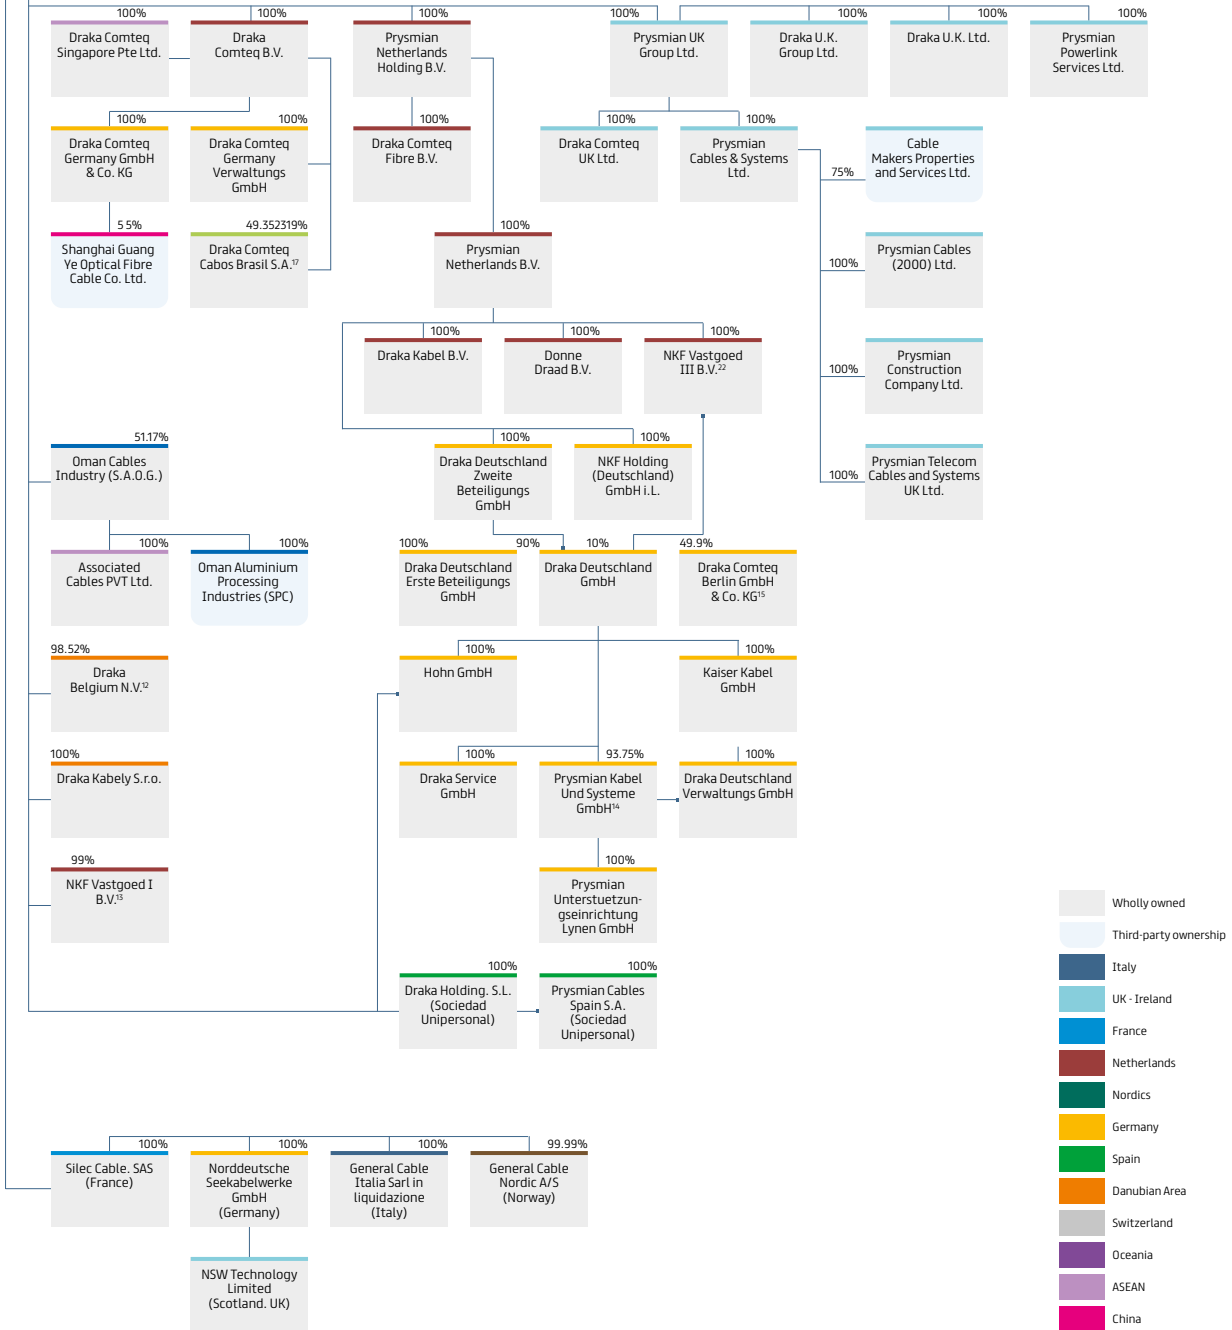 100%
Draka Comteq
Singapore Pte Ltd.
100%
Draka
Comteq B.V.
100%
Prysmian
Netherlands
Holding B.V.
100%
Prysmian UK
Group Ltd.
100%
Draka U.K.
Group Ltd.
100%
Draka U.K. Ltd.
100%
Prysmian
Powerlink
Services Ltd.
100%
Draka Comteq
Germany GmbH
& Co. KG
100%
Draka Comteq
Germany
Verwaltungs
GmbH
100%
Draka Comteq
Fibre B.V.
100%
Draka Comteq
UK Ltd.
100%
Prysmian
Cables & Systems
Ltd.
75%
Cable
Makers Properties
and Services Ltd.
55%
Shanghai Guang
Ye Optical Fibre
Cable Co. Ltd.
49.352319%
Draka Comteq
Cabos Brasil S.A.17
100%
Prysmian
Netherlands B.V.
100%
Prysmian Cables
(2000) Ltd.
100%
Draka Kabel B.V.
100%
Donne
Draad B.V.
100%
NKF Vastgoed
III B.V.22
100%
Prysmian
Construction
Company Ltd.
51.17%
Oman Cables
Industry (S.A.O.G.)
100%
Draka Deutschland
Zweite
Beteiligungs
GmbH
100%
NKF Holding
(Deutschland)
GmbH i.L.
100%
Prysmian Telecom
Cables and Systems
UK Ltd.
100%
Associated
Cables PVT Ltd.
100%
Oman Aluminium
Processing
Industries (SPC)
100%
Draka Deutschland
Erste Beteiligungs
GmbH
90%
10%
Draka Deutschland
GmbH
49.9%
Draka Comteq
Berlin GmbH
& Co. KG15
98.52%
Draka
Belgium N.V.12
100%
Hohn GmbH
100%
Kaiser Kabel
GmbH
100%
Draka Kabely S.r.o.
100%
Draka Service
GmbH
93.75%
Prysmian Kabel
Und Systeme
GmbH14
100%
Draka Deutschland
Verwaltungs GmbH
99%
NKF Vastgoed I
B.V.13
100%
Prysmian
Unterstuetzun-
gseinrichtung
Lynen GmbH
100%
Draka Holding. S.L.
(Sociedad
Unipersonal)
100%
Prysmian Cables
Spain S.A.
(Sociedad
Unipersonal)
100%
Silec Cable. SAS
(France)
100%
Norddeutsche
Seekabelwerke
GmbH
(Germany)
100%
General Cable
Italia Sarl in
liquidazione
(Italy)
99.99%
General Cable
Nordic A/S
(Norway)
NSW Technology
Limited
(Scotland. UK)
Wholly owned
Third-party ownership
Italy
UK - Ireland
France
Netherlands
Nordics
Germany
Spain
Danubian Area
Switzerland
Oceania
ASEAN
China